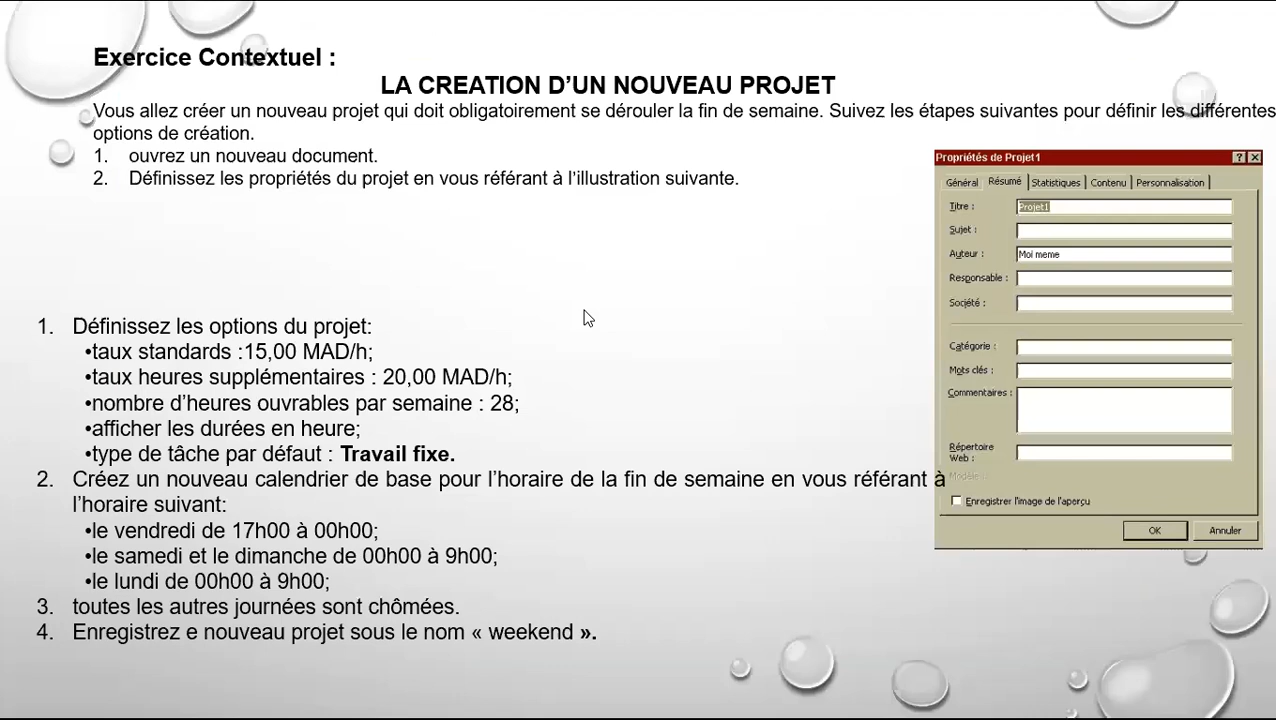 Exercice Contextuel :
LA CREATION D'UN NOUVEAU PROJET
Vous allez créer un nouveau projet qui doit obligatoirement se dérouler la fin de semaine. Suivez les étapes suivantes pour définir les différentes
options de création.
1. ouvrez un nouveau document.
2. Définissez les propriétés du projet en vous référant à l'illustration suivante.
1. Définissez les options du projet:
•taux standards :15,00 MAD/h;
•taux heures supplémentaires : 20,00 MAD/h;
•nombre d'heures ouvrables par semaine : 28;
•afficher les durées en heure;
•type de tâche par défaut : Travail fixe.
2. Créez un nouveau calendrier de base pour l'horaire de la fin de semaine en vous référant à
l'horaire suivant:
•le vendredi de 17h00 à 00h00;
•le samedi et le dimanche de 00h00 à 9h00;
•le lundi de 00h00 à 9h00;
3. toutes les autres journées sont chômées.
4. Enregistrez e nouveau projet sous le nom « weekend ».
Propriétés de Projet1
Général Résumé Statistiques Contenu Personnalisation
Titre : Projet1
Sujet :
Auteur : Moi meme
Responsable :
Société :
Catégorie :
Mots clés :
Commentaires :
Répertoire
Web :
Modèle :
Enregistrer l'image de l'aperçu
OK Annuler